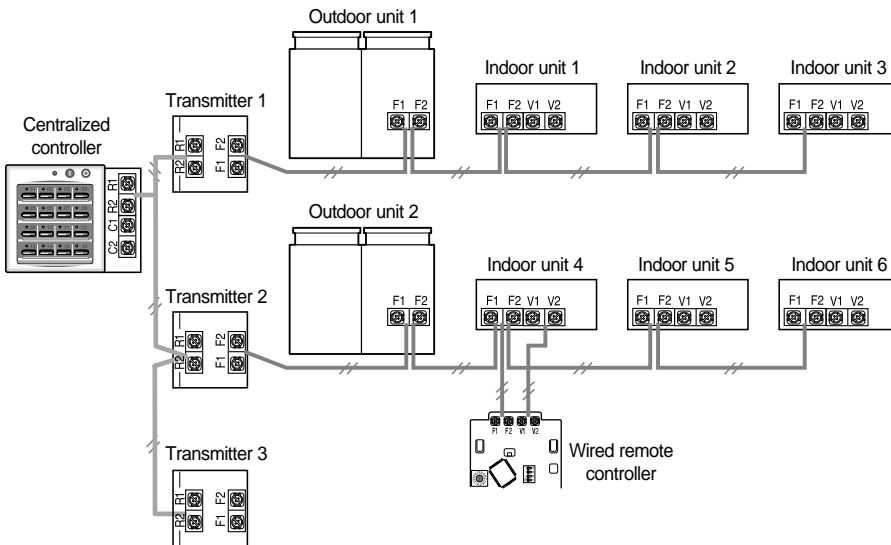 Outdoor unit 1
Indoor unit 1
Indoor unit 2
Indoor unit 3
Transmitter 1
F1 F2
F1 F2 V1 V2
F1 F2 V1 V2
F1 F2 V1 V2
Centralized
controller
R1
R2
F2
F1
R1
R2
C1
C2
Outdoor unit 2
Indoor unit 4
Indoor unit 5
Indoor unit 6
Transmitter 2
F1 F2
F1 F2 V1 V2
F1 F2 V1 V2
F1 F2 V1 V2
R1
R2
F2
F1
F1 F2 V1 V2
Wired remote
controller
Transmitter 3
R1
R2
F2
F1